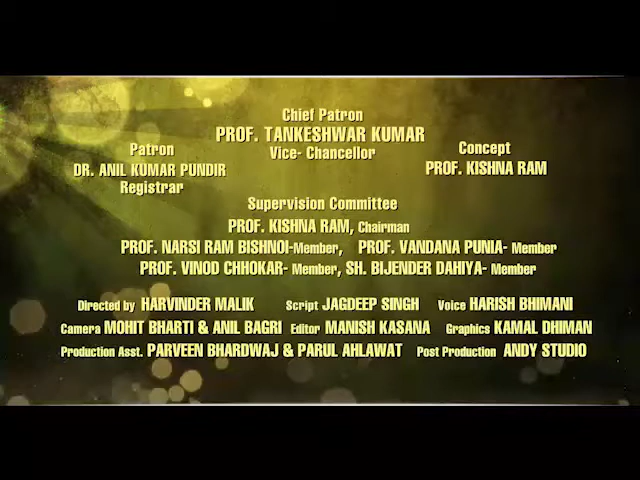 Chief Patron
PROF. TANKESHWAR KUMAR
Vice- Chancellor
Patron
DR. ANIL KUMAR PUNDIR
Registrar
Concept
PROF. KISHNA RAM
Supervision Committee
PROF. KISHNA RAM, Chairman
PROF. NARSI RAM BISHNOI-Member, PROF. VANDANA PUNIA- Member
PROF. VINOD CHHOKAR- Member, SH. BIJENDER DAHIYA- Member
Directed by HARVINDER MALIK Script JAGDEEP SINGH Voice HARISH BHIMANI
Camera MOHIT BHARTI & ANIL BAGRI Editor MANISH KASANA Graphics KAMAL DHIMAN
Production Asst. PARVEEN BHARDWAJ & PARUL AHLAWAT Post Production ANDY STUDIO